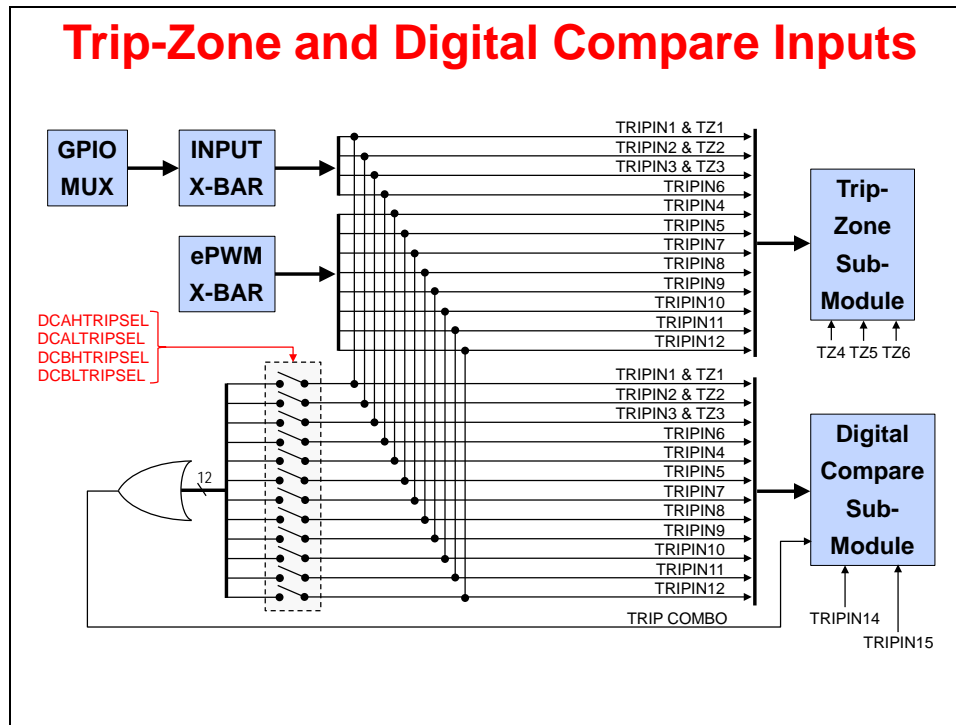 Trip-Zone and Digital Compare Inputs
GPIO
MUX
INPUT
X-BAR
ePWM
X-BAR
TRIPIN1 & TZ1
TRIPIN2 & TZ2
TRIPIN3 & TZ3
TRIPIN6
TRIPIN4
TRIPIN5
TRIPIN7
TRIPIN8
TRIPIN9
TRIPIN10
TRIPIN11
TRIPIN12
Trip-
Zone
Sub-
Module
TZ4 TZ5 TZ6
DCAHTRIPSEL
DCALTRIPSEL
DCBHTRIPSEL
DCBLTRIPSEL
12
TRIPIN1 & TZ1
TRIPIN2 & TZ2
TRIPIN3 & TZ3
TRIPIN6
TRIPIN4
TRIPIN5
TRIPIN7
TRIPIN8
TRIPIN9
TRIPIN10
TRIPIN11
TRIPIN12
TRIP COMBO
Digital
Compare
Sub-
Module
TRIPIN14
TRIPIN15